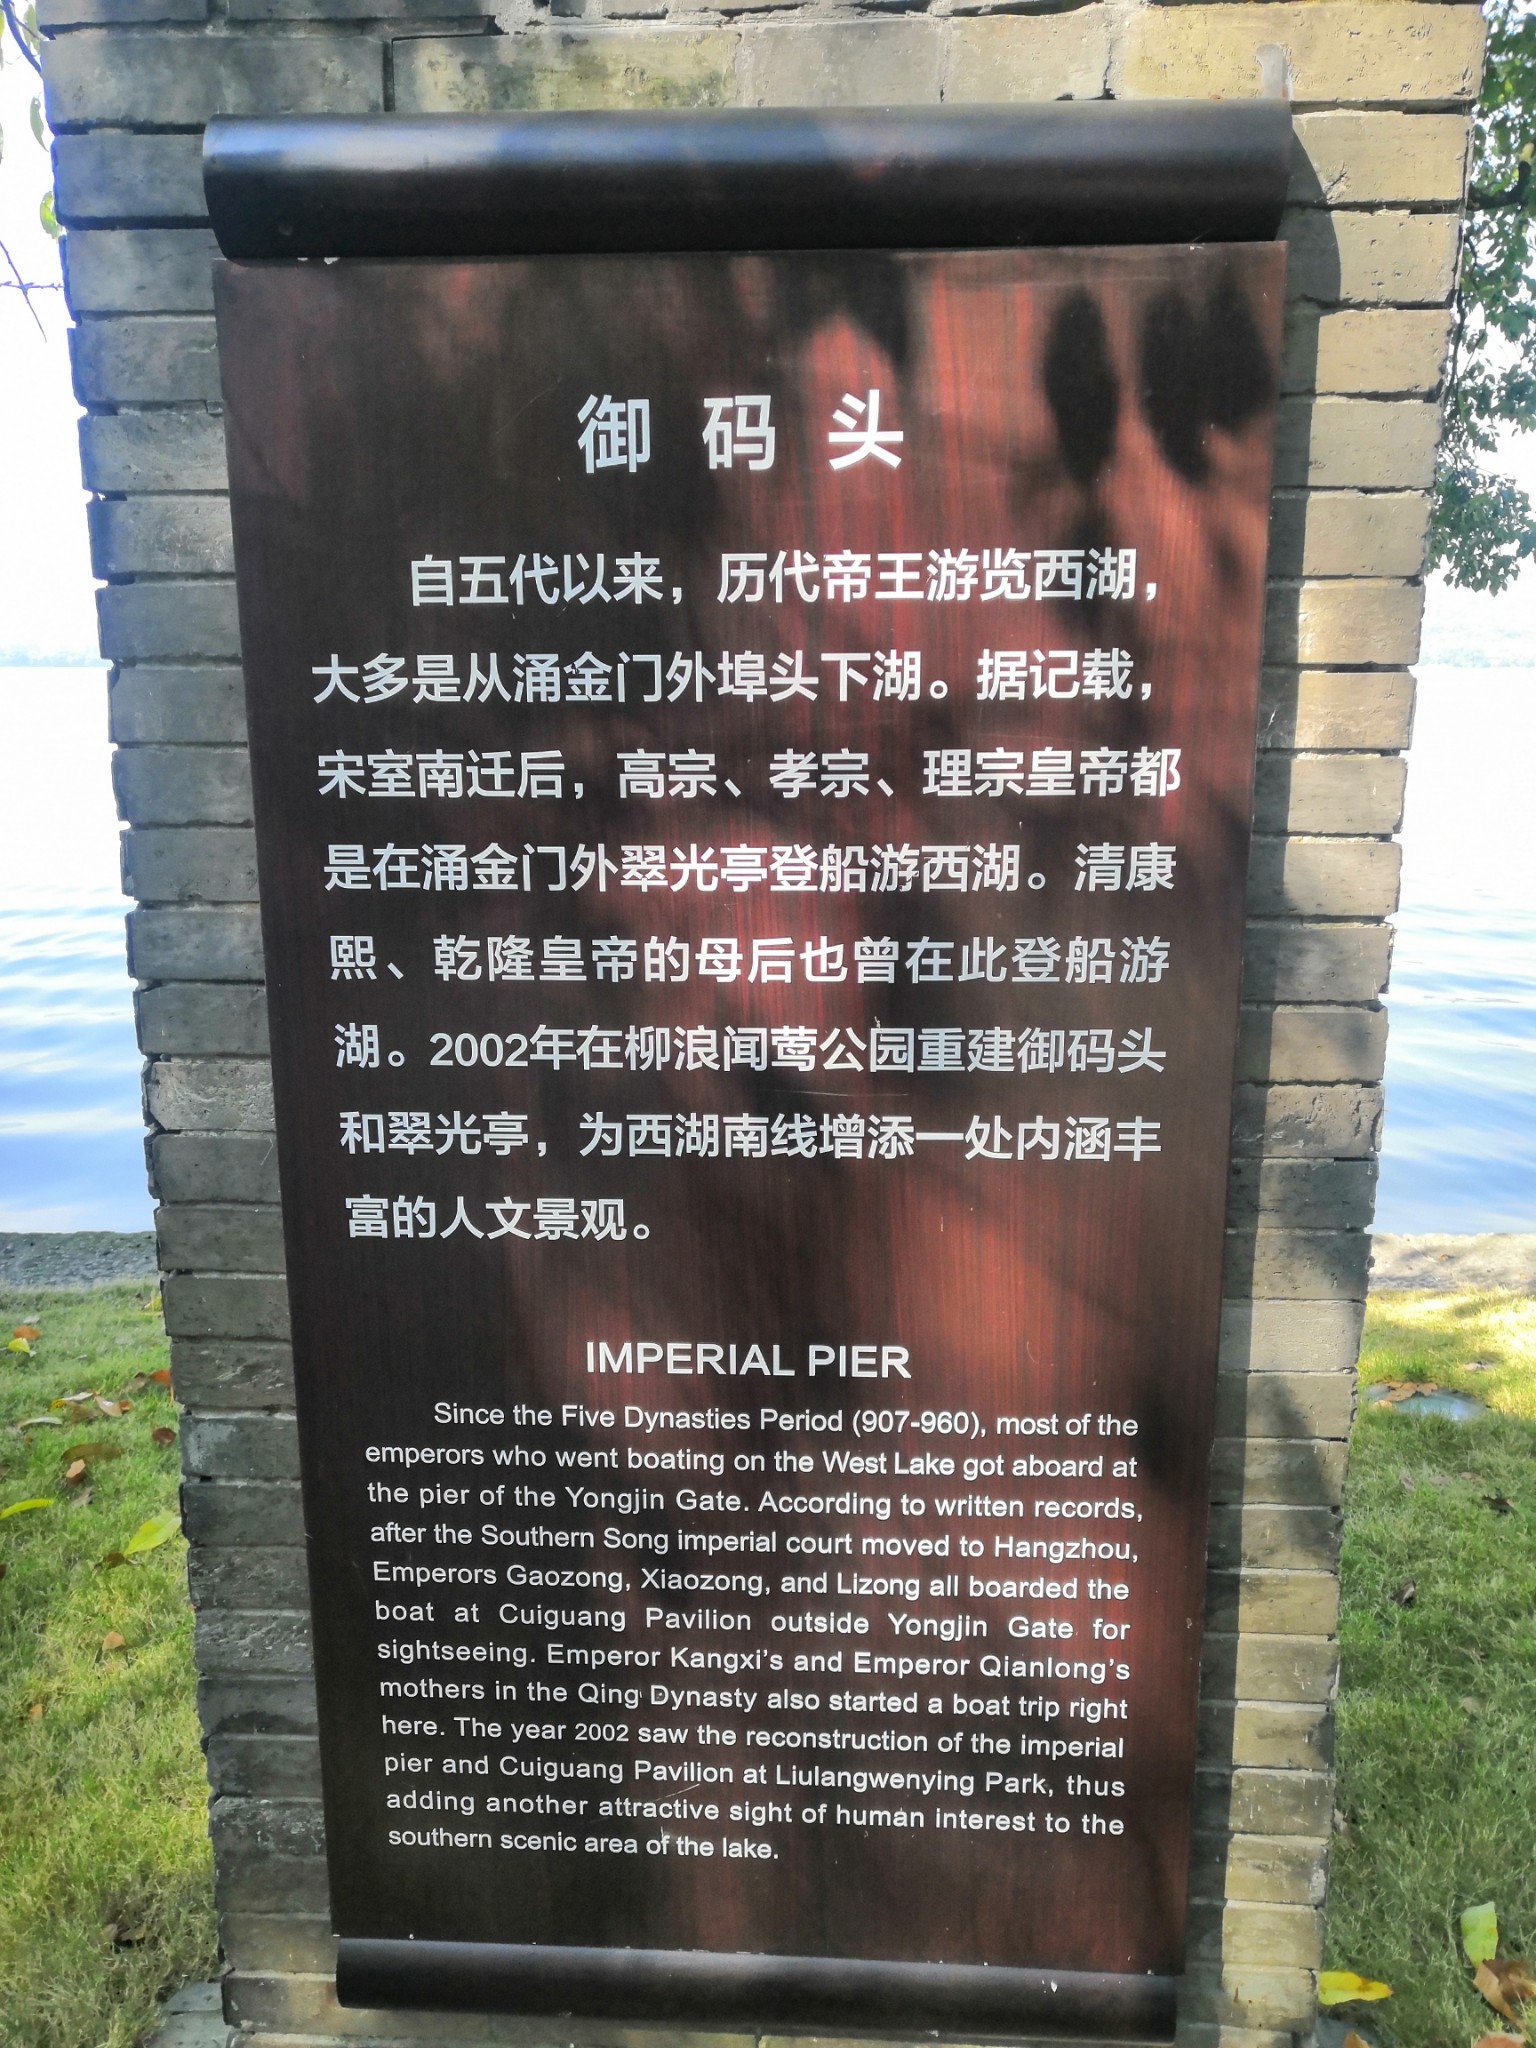 御码头
自五代以来，历代帝王游览西湖，
大多是从涌金门外埠头下湖。据记载，
宋室南迁后，高宗、孝宗、理宗皇帝都
是在涌金门外翠光亭登船游西湖。清康
熙、乾隆皇帝的母后也曾在此登船游
湖。2002年在柳浪闻莺公园重建御码头
和翠光亭，为西湖南线增添一处内涵丰
富的人文景观。
IMPERIAL PIER
Since the Five Dynasties Period (907-960), most of the
emperors who went boating on the West Lake got aboard at
the pier of the Yongjin Gate. According to written records,
after the Southern Song imperial court moved to Hangzhou,
Emperors Gaozong, Xiaozong, and Lizong all boarded the
boat at Cuiguang Pavilion outside Yongjin Gate for
sightseeing. Emperor Kangxi's and Emperor Qianlong's
mothers in the Qing Dynasty also started a boat trip right
here. The year 2002 saw the reconstruction of the imperial
pier and Cuiguang Pavilion at Liulangwenying Park, thus
adding another attractive sight of human interest to the
southern scenic area of the lake.